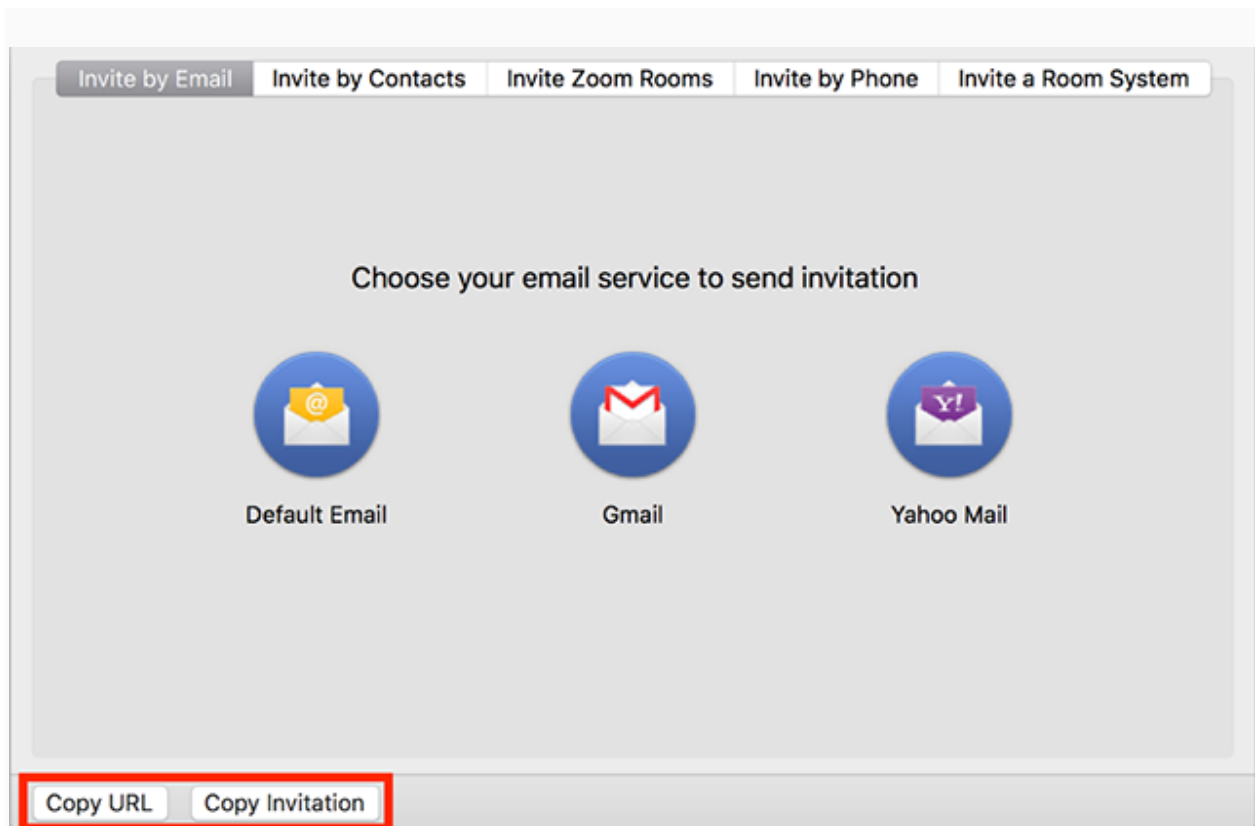 Invite by Email Invite by Contacts Invite Zoom Rooms Invite by Phone Invite a Room System
Choose your email service to send invitation
@ Y!
Default Email Gmail Yahoo Mail
Copy URL Copy Invitation